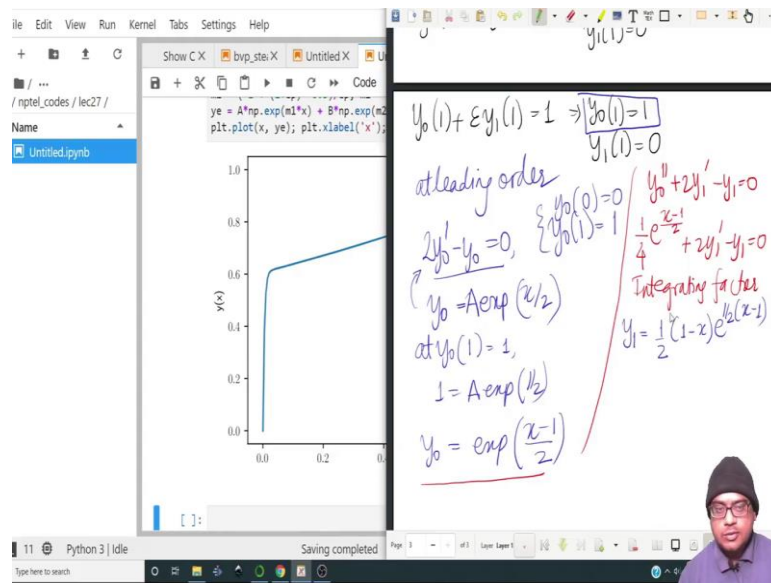 ile Edit View Run Kernel Tabs Settings Help
Show C X bvp_ste X Untitled X
/ ...
/ nptel_codes / lec27 /
Name
Untitled.ipynb
Code
ye = A*np.exp(m1*x) + B*np.exp(m2
plt.plot(x, ye); plt.xlabel('x');
1.0
0.8
0.6
0.4
0.2
0.0
y(x)
0.0 0.2 0.4
[ ]:
11 Python 3 | Idle Saving completed
Type here to search
y₁(1)=0
y₀(1) + εy₁(1) = 1 ⇒ y₀(1)=1
y₁(1)=0
at leading order
2y₀' - y₀ = 0, { y₀(0)=0
y₀(1)=1
y₀ = A exp(x/2)
at y₀(1)=1,
1 = A exp(1/2)
y₀ = exp((x-1)/2)
y₀'' + 2y₁' - y₁ = 0
1/4 e^((x-1)/2) + 2y₁' - y₁ = 0
Integrating factor
y₁ = 1/2 (1-x) e^(1/2(x-1))
Page 3 of 3 Layer Layer 1